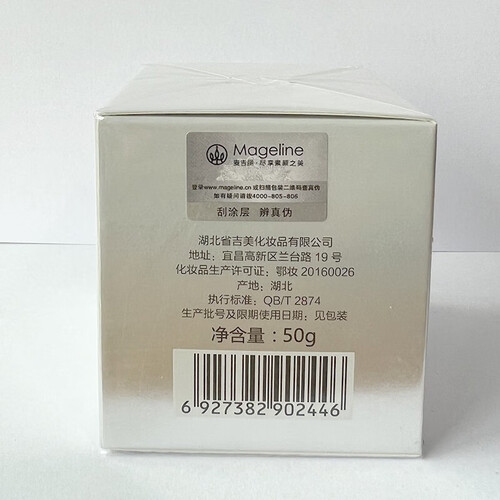 Mageline
麦吉丽·尽享素颜之美
登录www.mageline.cn 或扫描包装二维码查真伪
如有疑问请拨4000-805-806
刮涂层 辨真伪
湖北省吉美化妆品有限公司
地址：宜昌高新区兰台路 19 号
化妆品生产许可证：鄂妆 20160026
产地：湖北
执行标准：QB/T 2874
生产批号及限期使用日期：见包装
净含量：50g
6 927382 902446